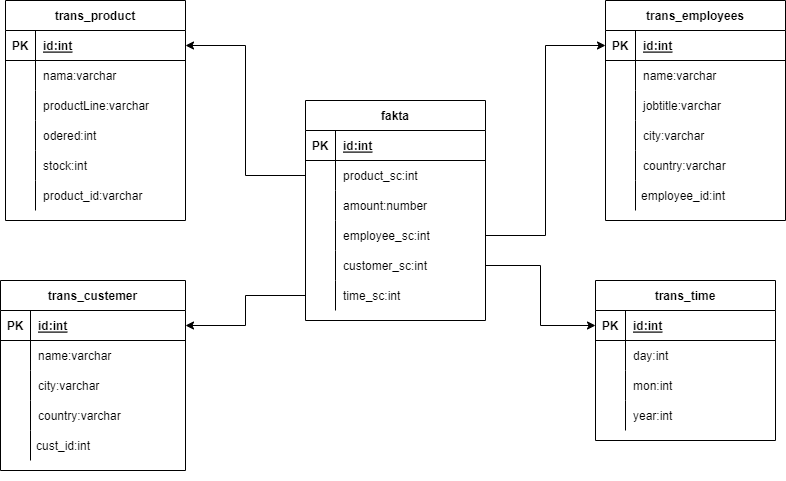 trans_product
PK id:int
nama:varchar
productLine:varchar
odered:int
stock:int
product_id:varchar
trans_employees
PK id:int
name:varchar
jobtitle:varchar
city:varchar
country:varchar
employee_id:int
fakta
PK id:int
product_sc:int
amount:number
employee_sc:int
customer_sc:int
time_sc:int
trans_custemer
PK id:int
name:varchar
city:varchar
country:varchar
cust_id:int
trans_time
PK id:int
day:int
mon:int
year:int